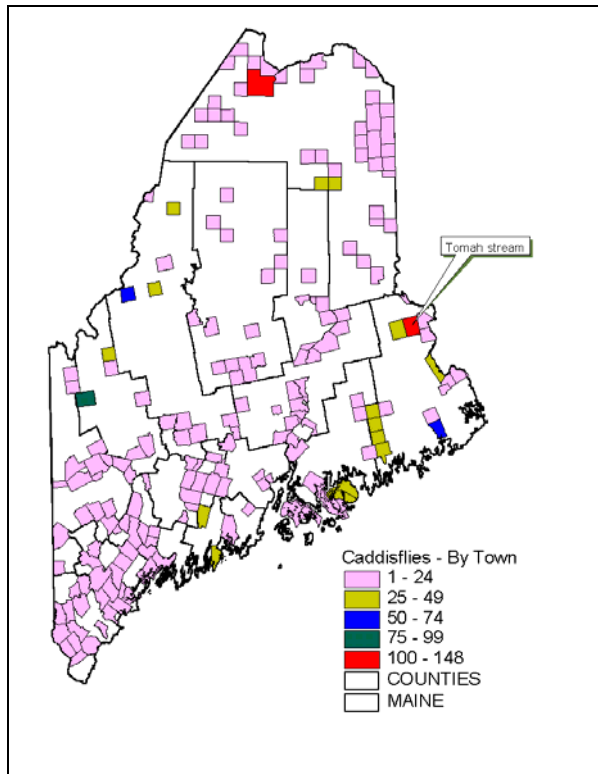 Tomah stream
Caddisflies - By Town
1 - 24
25 - 49
50 - 74
75 - 99
100 - 148
COUNTIES
MAINE